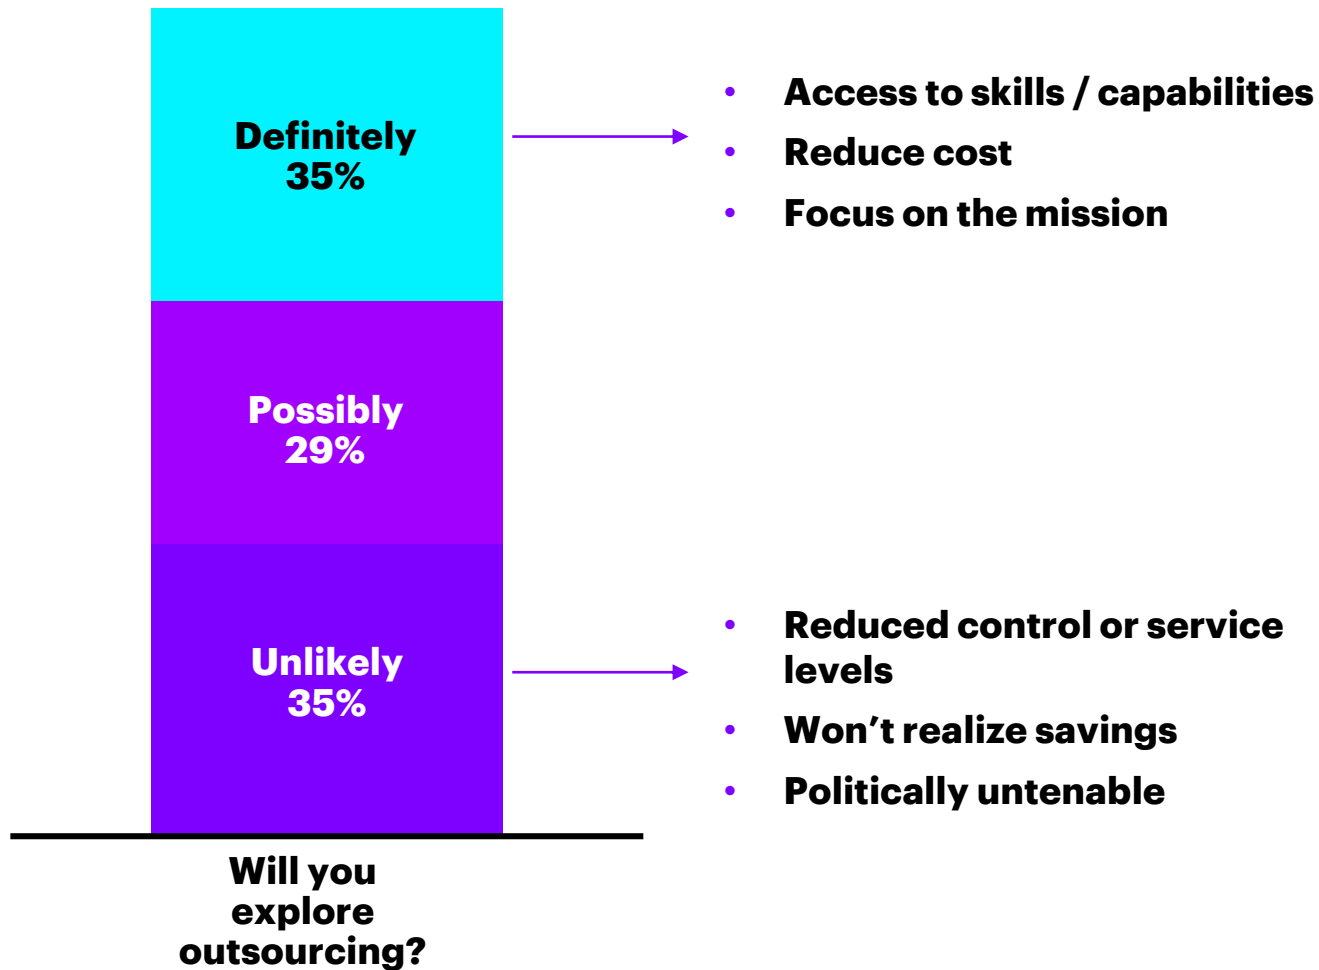 Definitely
35%
• Access to skills / capabilities
• Reduce cost
• Focus on the mission
Possibly
29%
Unlikely
35%
• Reduced control or service
levels
• Won’t realize savings
• Politically untenable
Will you
explore
outsourcing?